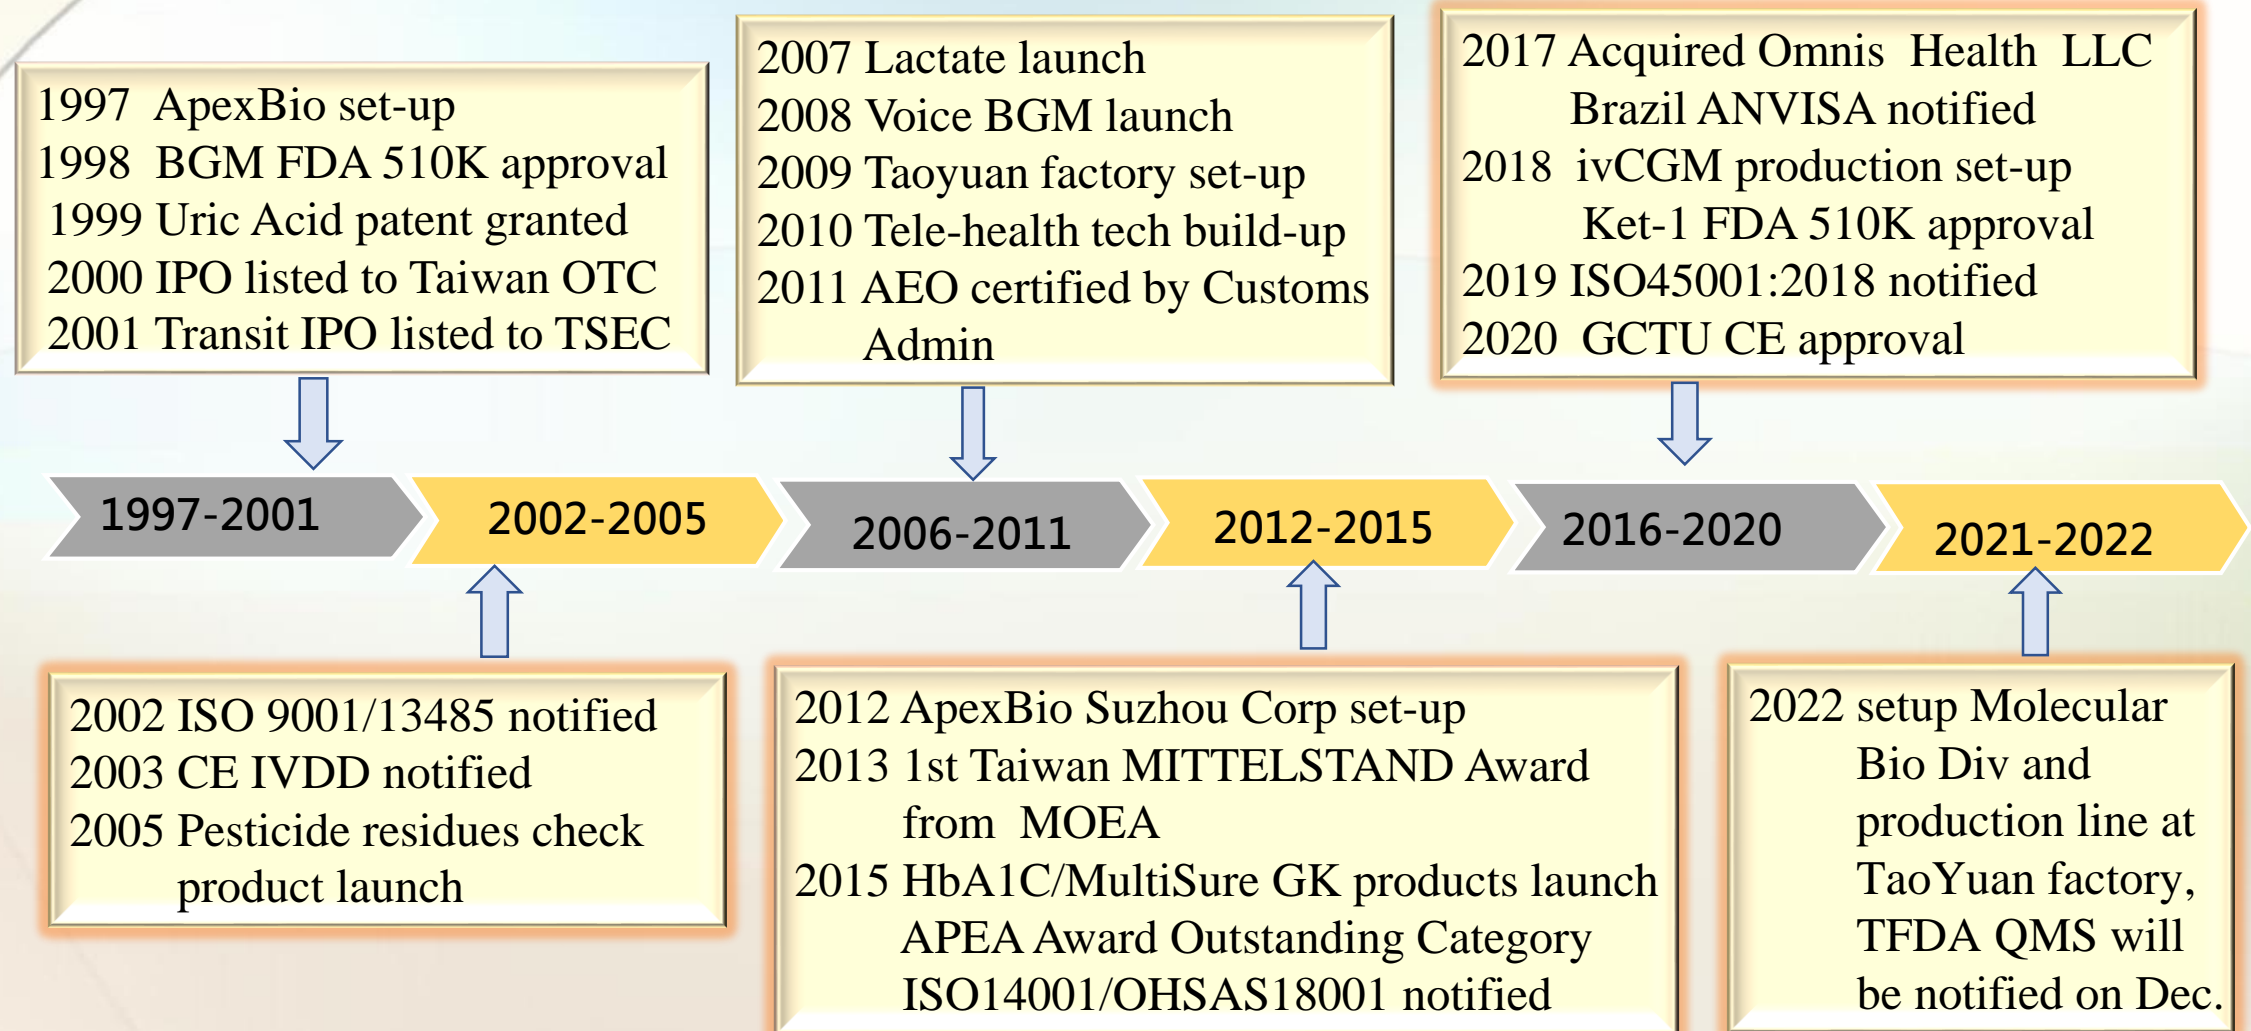 1997 ApexBio set-up
1998 BGM FDA 510K approval
1999 Uric Acid patent granted
2000 IPO listed to Taiwan OTC
2001 Transit IPO listed to TSEC
2007 Lactate launch
2008 Voice BGM launch
2009 Taoyuan factory set-up
2010 Tele-health tech build-up
2011 AEO certified by Customs
Admin
2017 Acquired Omnis Health LLC
Brazil ANVISA notified
2018 ivCGM production set-up
Ket-1 FDA 510K approval
2019 ISO45001:2018 notified
2020 GCTU CE approval
1997-2001
2002-2005
2006-2011
2012-2015
2016-2020
2021-2022
2002 ISO 9001/13485 notified
2003 CE IVDD notified
2005 Pesticide residues check
product launch
2012 ApexBio Suzhou Corp set-up
2013 1st Taiwan MITTELSTAND Award
from MOEA
2015 HbA1C/MultiSure GK products launch
APEA Award Outstanding Category
ISO14001/OHSAS18001 notified
2022 setup Molecular
Bio Div and
production line at
TaoYuan factory,
TFDA QMS will
be notified on Dec.